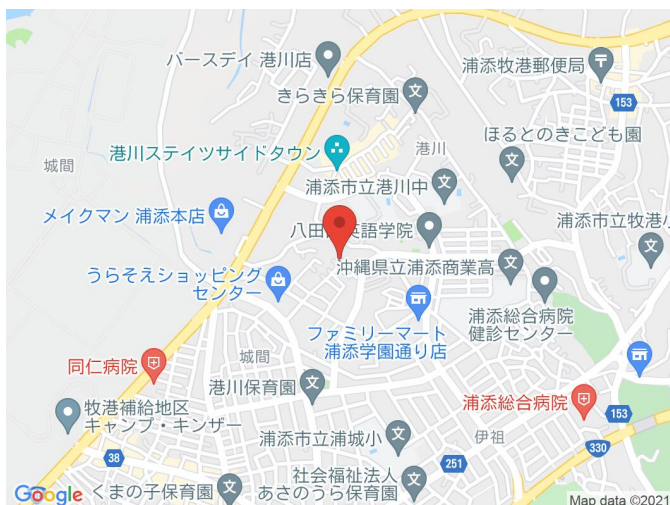 バースデイ 港川店
浦添牧港郵便局
153
きらきら保育園
ほるとのきこども園
港川
城間
港川ステイツサイドタウン
浦添市立港川中
メイクマン 浦添本店
英語学院
浦添市立牧港小
うらそえショッピング
センター
沖縄県立浦添商業高
浦添総合病院
健診センター
ファミリーマート
浦添学園通り店
城間
同仁病院
港川保育園
浦添総合病院
153
牧港補給地区
キャンプ・キンザー
浦添市立浦城小
伊祖
330
38
251
社会福祉法人
あさのうら保育園
くまの子保育園
Google
Map data ©2021